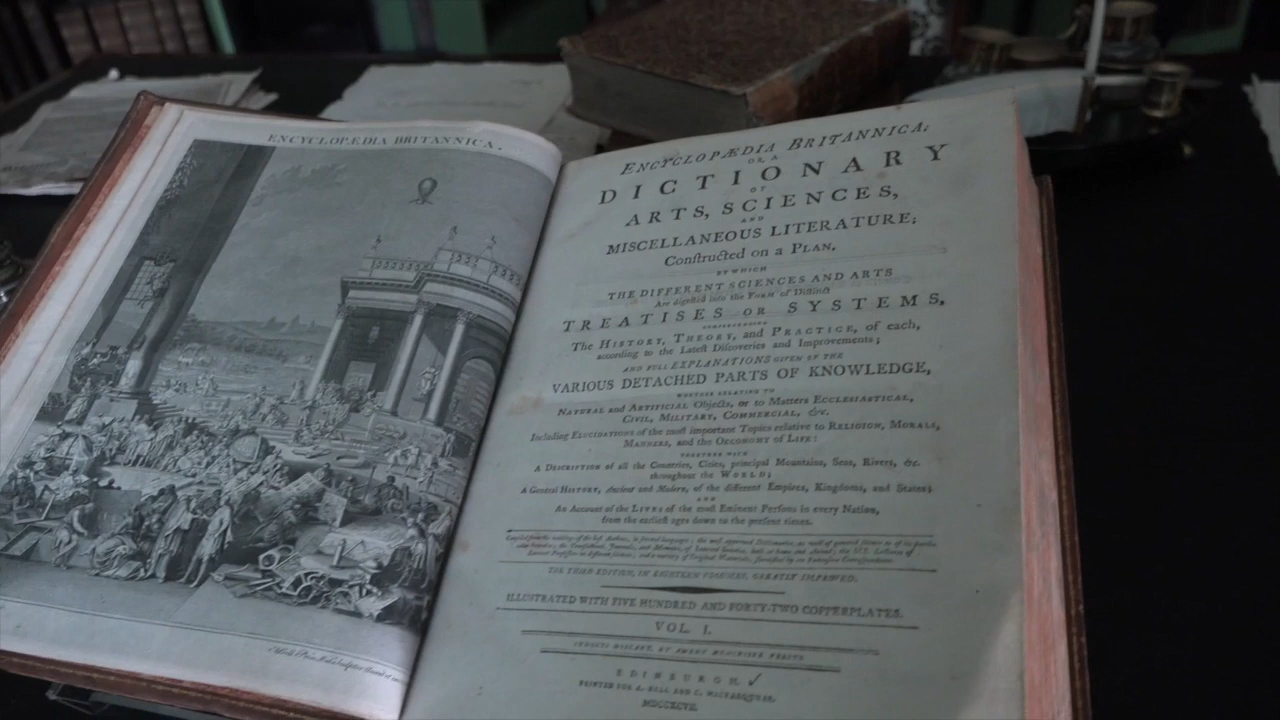 ENCYCLOPÆDIA BRITANNICA.
ENCYCLOPÆDIA BRITANNICA;
OR, A
DICTIONARY
OF
ARTS, SCIENCES,
AND
MISCELLANEOUS LITERATURE;
Conſtructed on a PLAN,
BY WHICH
THE DIFFERENT SCIENCES AND ARTS
Are digeſted into the FORM of Diſtinct
TREATISES OR SYSTEMS,
COMPREHENDING
The HISTORY, THEORY, and PRACTICE, of each,
according to the Lateſt Diſcoveries and Improvements;
AND FULL EXPLANATIONS GIVEN OF THE
VARIOUS DETACHED PARTS OF KNOWLEDGE,
WHETHER RELATING TO
NATURAL and ARTIFICIAL Objects, or to Matters ECCLESIASTICAL,
CIVIL, MILITARY, COMMERCIAL, &c.
Including ELUCIDATIONS of the moſt important Topics relative to RELIGION, MORALS,
MANNERS, and the OECONOMY of LIFE:
TOGETHER WITH
A DESCRIPTION of all the Countries, Cities, principal Mountains, Seas, Rivers, &c.
throughout the WORLD;
A General HISTORY, Ancient and Modern, of the different Empires, Kingdoms, and States;
AND
An Account of the LIVES of the moſt Eminent Perſons in every Nation,
from the earlieſt ages down to the preſent times.
THE THIRD EDITION, IN EIGHTEEN VOLUMES, GREATLY IMPROVED.
ILLUSTRATED WITH FIVE HUNDRED AND FORTY-TWO COPPERPLATES.
VOL. I.
INDOCTI DISCANT, ET AMENT MEMINISSE PERITI.
EDINBURGH.
PRINTED FOR A. BELL AND C. MACFARQUHAR.
MDCCXCVII.